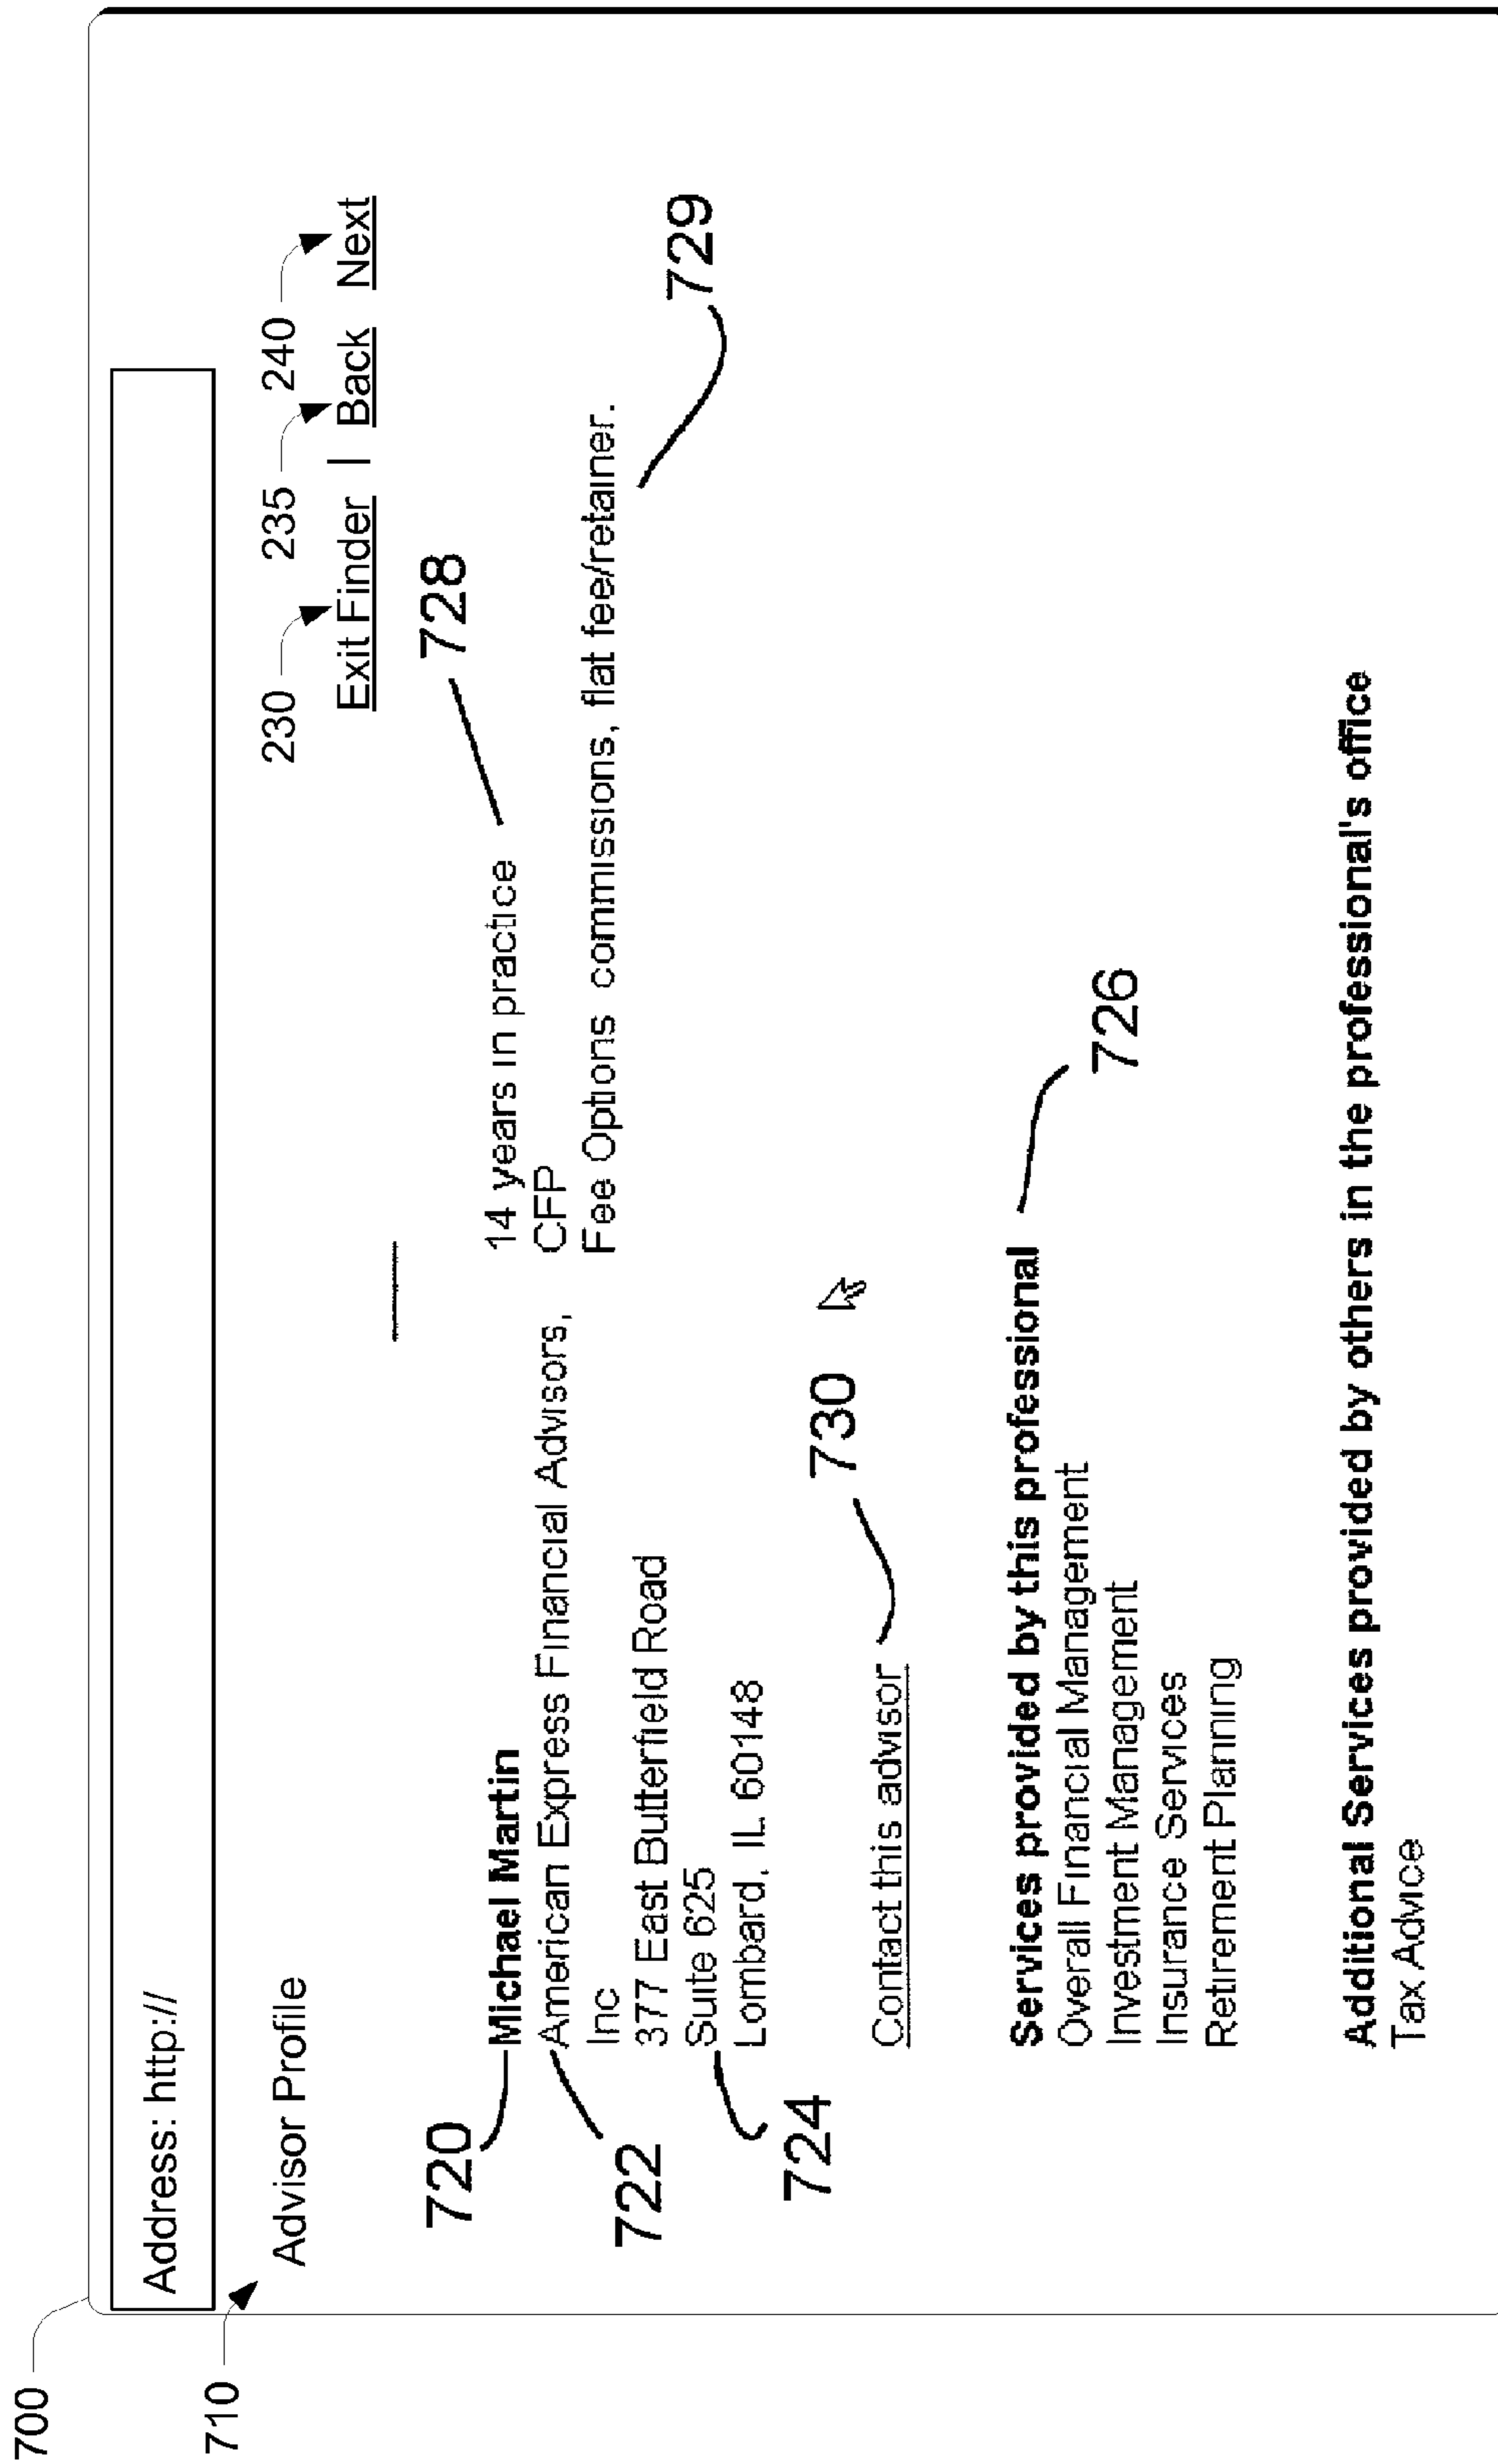 700
Address: http://
710
Advisor Profile
230 235 240
Exit Finder | Back Next
720
Michael Martin
722
American Express Financial Advisors,
Inc
377 East Butterfield Road
724
Suite 625
Lombard, IL 60148
14 years in practice
728
CFP
Fee Options commissions, flat fee/retainer.
729
Contact this advisor
730
Services provided by this professional
726
Overall Financial Management
Investment Management
Insurance Services
Retirement Planning
Additional Services provided by others in the professional's office
Tax Advice